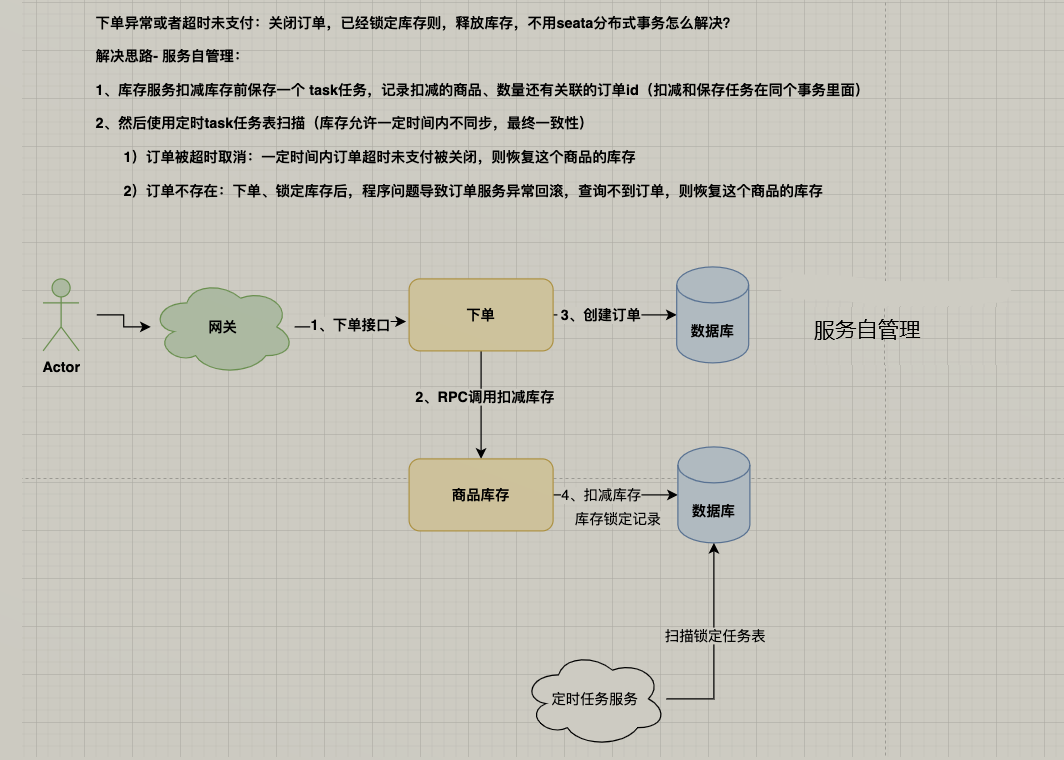 下单异常或者超时未支付：关闭订单，已经锁定库存则，释放库存，不用seata分布式事务怎么解决?
解决思路- 服务自管理：
1、库存服务扣减库存前保存一个 task任务，记录扣减的商品、数量还有关联的订单id（扣减和保存任务在同个事务里面）
2、然后使用定时task任务表扫描（库存允许一定时间内不同步，最终一致性）
1）订单被超时取消：一定时间内订单超时未支付被关闭，则恢复这个商品的库存
2）订单不存在：下单、锁定库存后，程序问题导致订单服务异常回滚，查询不到订单，则恢复这个商品的库存
Actor
网关
1、下单接口
下单
3、创建订单
数据库
服务自管理
2、RPC调用扣减库存
商品库存
4、扣减库存
库存锁定记录
数据库
扫描锁定任务表
定时任务服务